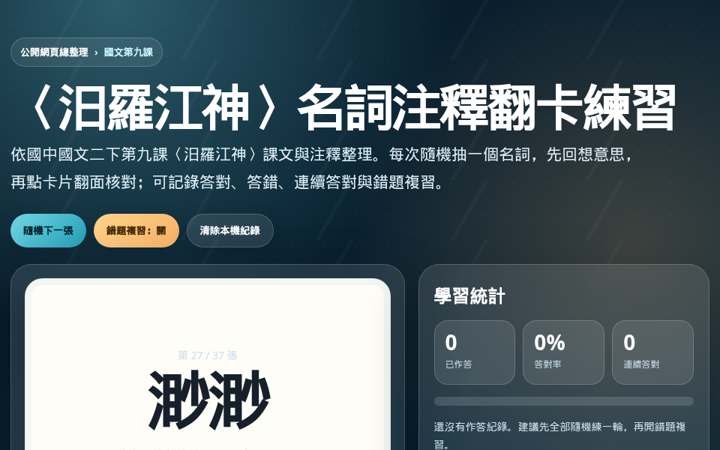 公開網頁線整理 › 國文第九課
〈汨羅江神〉名詞注釋翻卡練習
依國中國文二下第九課〈汨羅江神〉課文與注釋整理。每次隨機抽一個名詞，先回想意思，
再點卡片翻面核對；可記錄答對、答錯、連續答對與錯題複習。
隨機下一張
錯題複習：關
清除本機紀錄
第 27 / 37 張
渺渺
學習統計
0
已作答
0%
答對率
0
連續答對
還沒有作答紀錄。建議先全部隨機練一輪，再開錯題複
習。